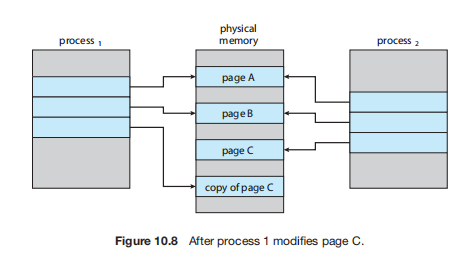 process 1
physical
memory
process 2
page A
page B
page C
copy of page C
Figure 10.8 After process 1 modifies page C.